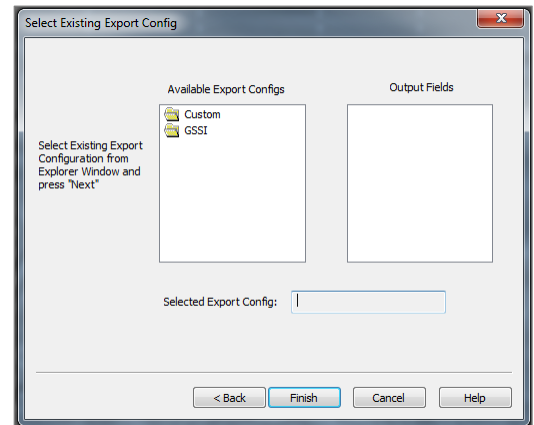 Select Existing Export Config
Available Export Configs
Output Fields
Custom
GSSI
Select Existing Export
Configuration from
Explorer Window and
press "Next"
Selected Export Config:
< Back
Finish
Cancel
Help